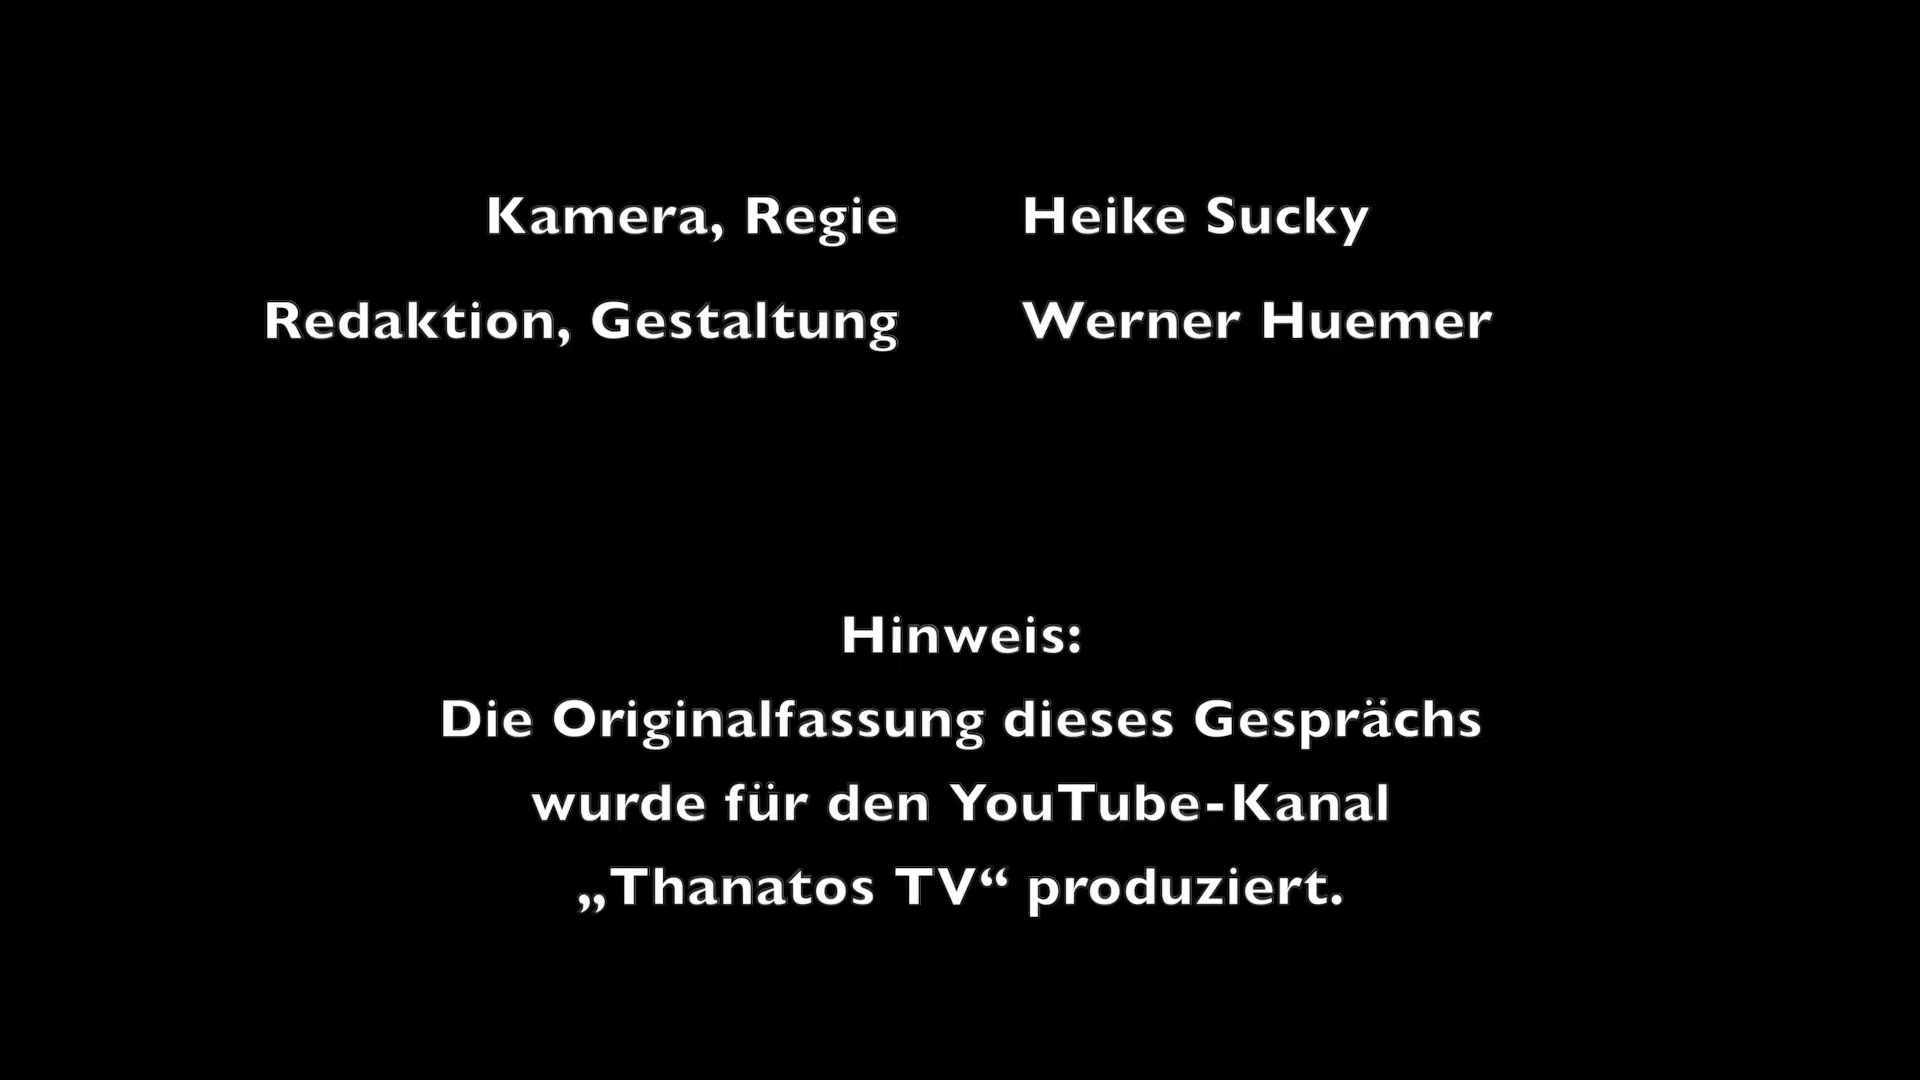 Kamera, Regie Heike Sucky
Redaktion, Gestaltung Werner Huemer
Hinweis:
Die Originalfassung dieses Gesprächs
wurde für den YouTube-Kanal
„Thanatos TV“ produziert.